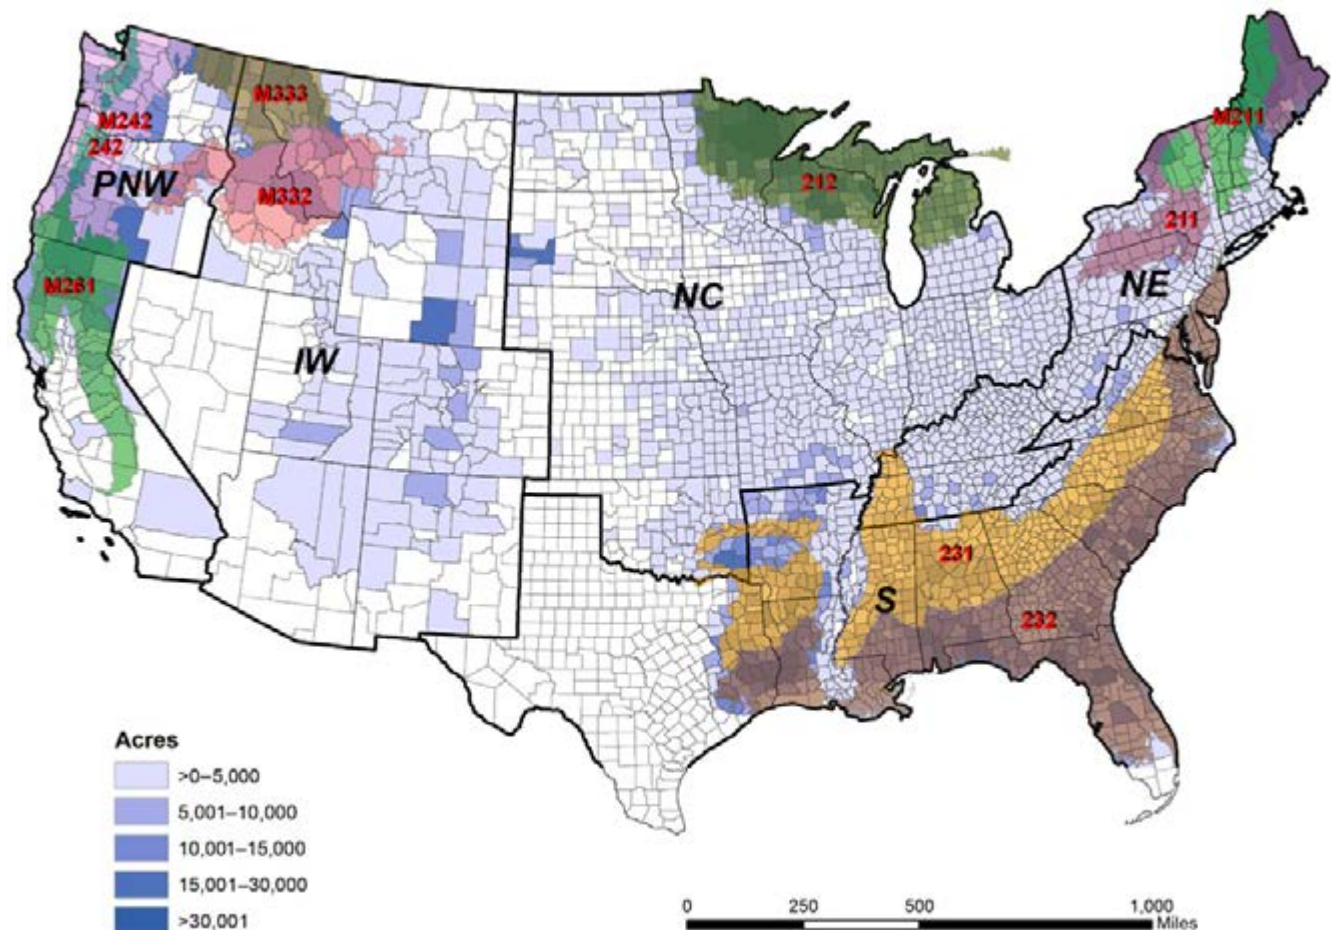 M333
M242
242
PNW
M332
M261
IW
212
NC
M211
211
NE
231
S
232
Acres
>0–5,000
5,001–10,000
10,001–15,000
15,001–30,000
>30,001
0 250 500 1,000
Miles